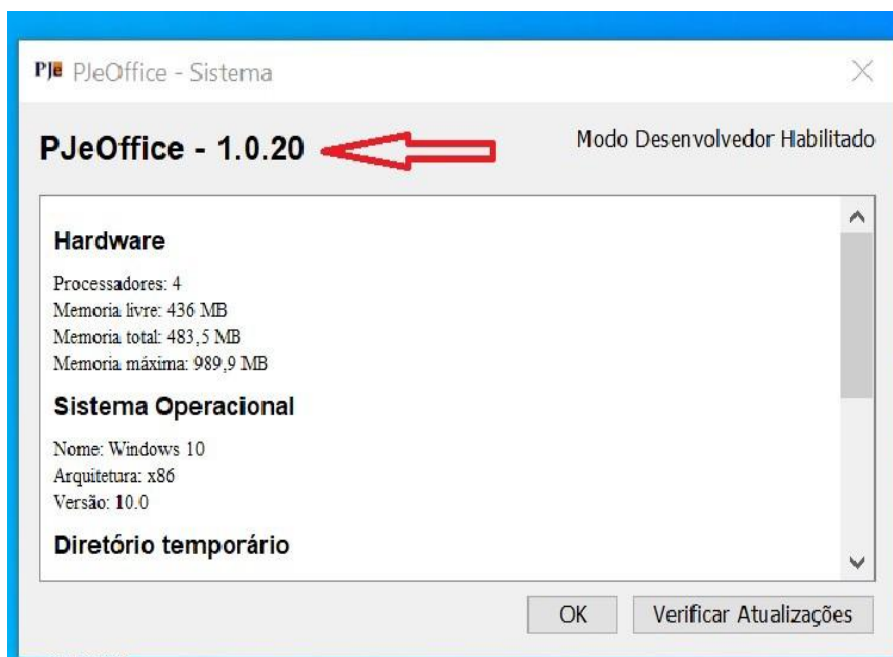 PJe PJeOffice - Sistema
PJeOffice - 1.0.20
Modo Desenvolvedor Habilitado
Hardware
Processadores: 4
Memoria livre: 436 MB
Memoria total: 483,5 MB
Memoria máxima: 989,9 MB
Sistema Operacional
Nome: Windows 10
Arquitetura: x86
Versão: 10.0
Diretório temporário
OK
Verificar Atualizações